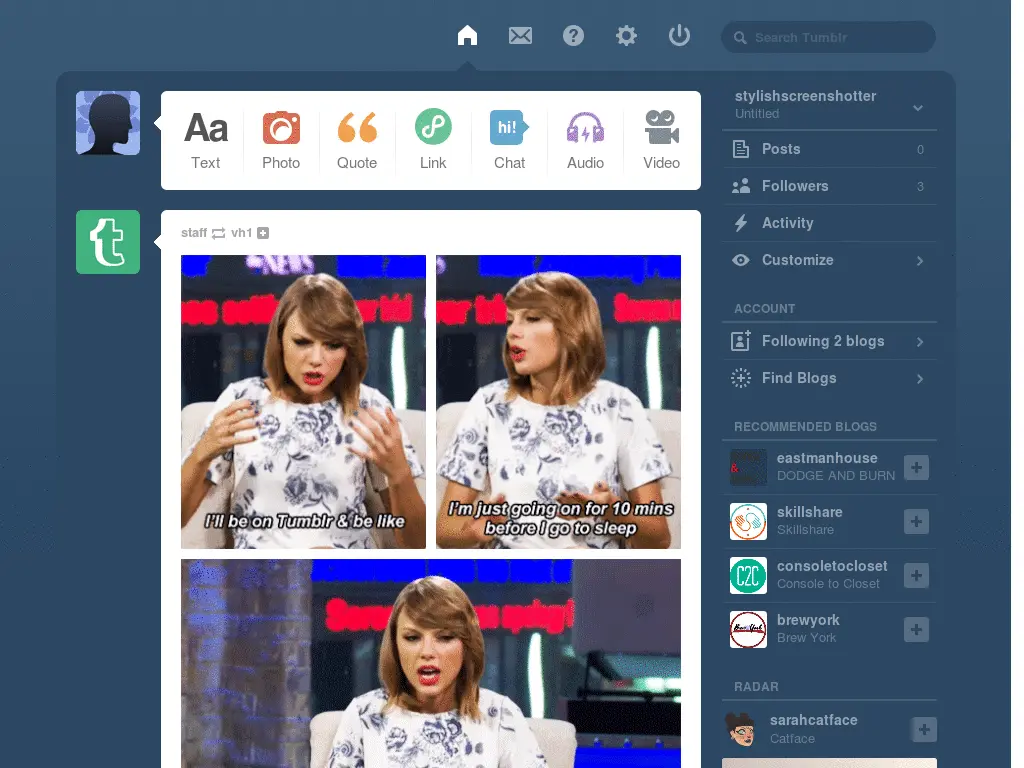 Search Tumblr
Aa
hi!
Text
Photo
Quote
Link
Chat
Audio
Video
staff vh1
NEWS
I'll be on Tumblr & be like
I'm just going on for 10 mins
before I go to sleep
stylishscreenshotter
Untitled
Posts 0
Followers 3
Activity
Customize
ACCOUNT
Following 2 blogs
Find Blogs
RECOMMENDED BLOGS
eastmanhouse
DODGE AND BURN
skillshare
Skillshare
C2C
consoletocloset
Console to Closet
brewyork
Brew York
RADAR
sarahcatface
Catface